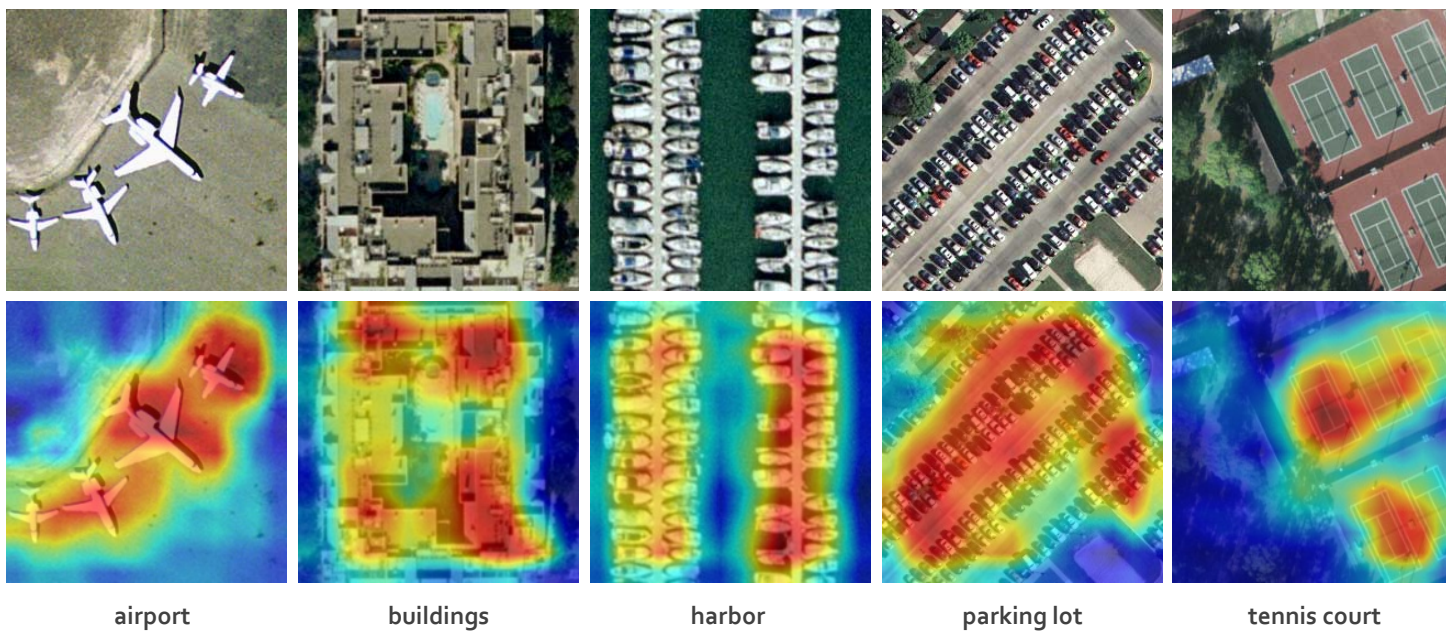 airport
buildings
harbor
parking lot
tennis court